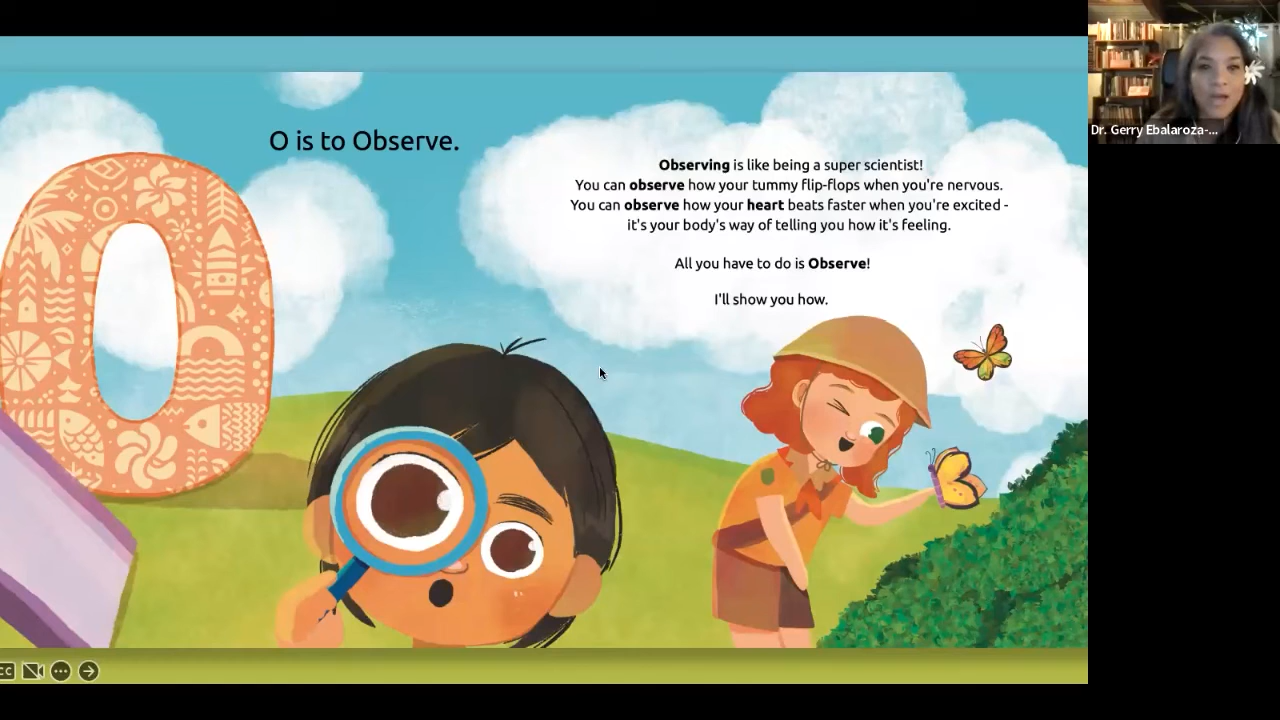 O
O is to Observe.
Observing is like being a super scientist!
You can observe how your tummy flip-flops when you're nervous.
You can observe how your heart beats faster when you're excited -
it's your body's way of telling you how it's feeling.
All you have to do is Observe!
I'll show you how.
Dr. Gerry Ebalaroza-...
CC